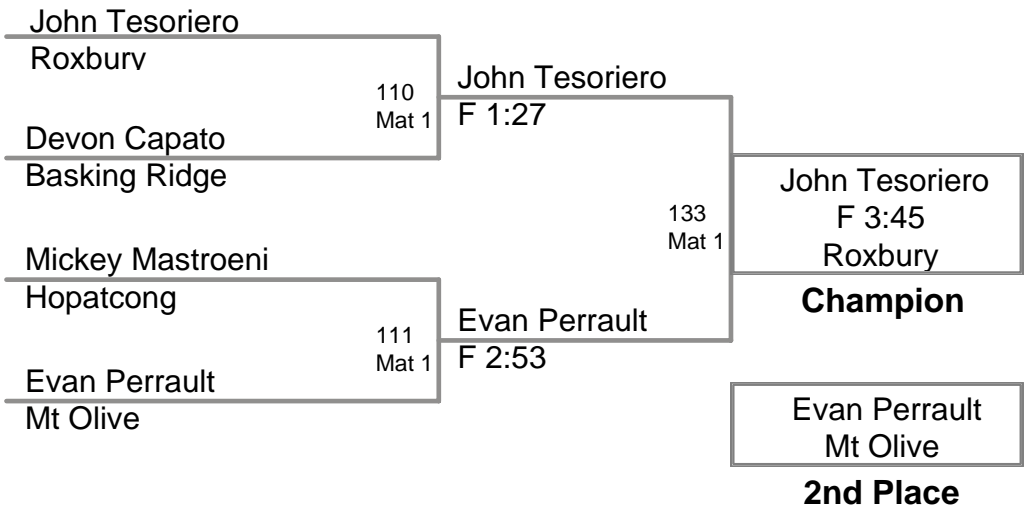 John Tesoriero
Roxbury
110
Mat 1
Devon Capato
Basking Ridge
John Tesoriero
F 1:27
Mickey Mastroeni
Hopatcong
111
Mat 1
Evan Perrault
Mt Olive
Evan Perrault
F 2:53
133
Mat 1
John Tesoriero
F 3:45
Roxbury
Champion
Evan Perrault
Mt Olive
2nd Place